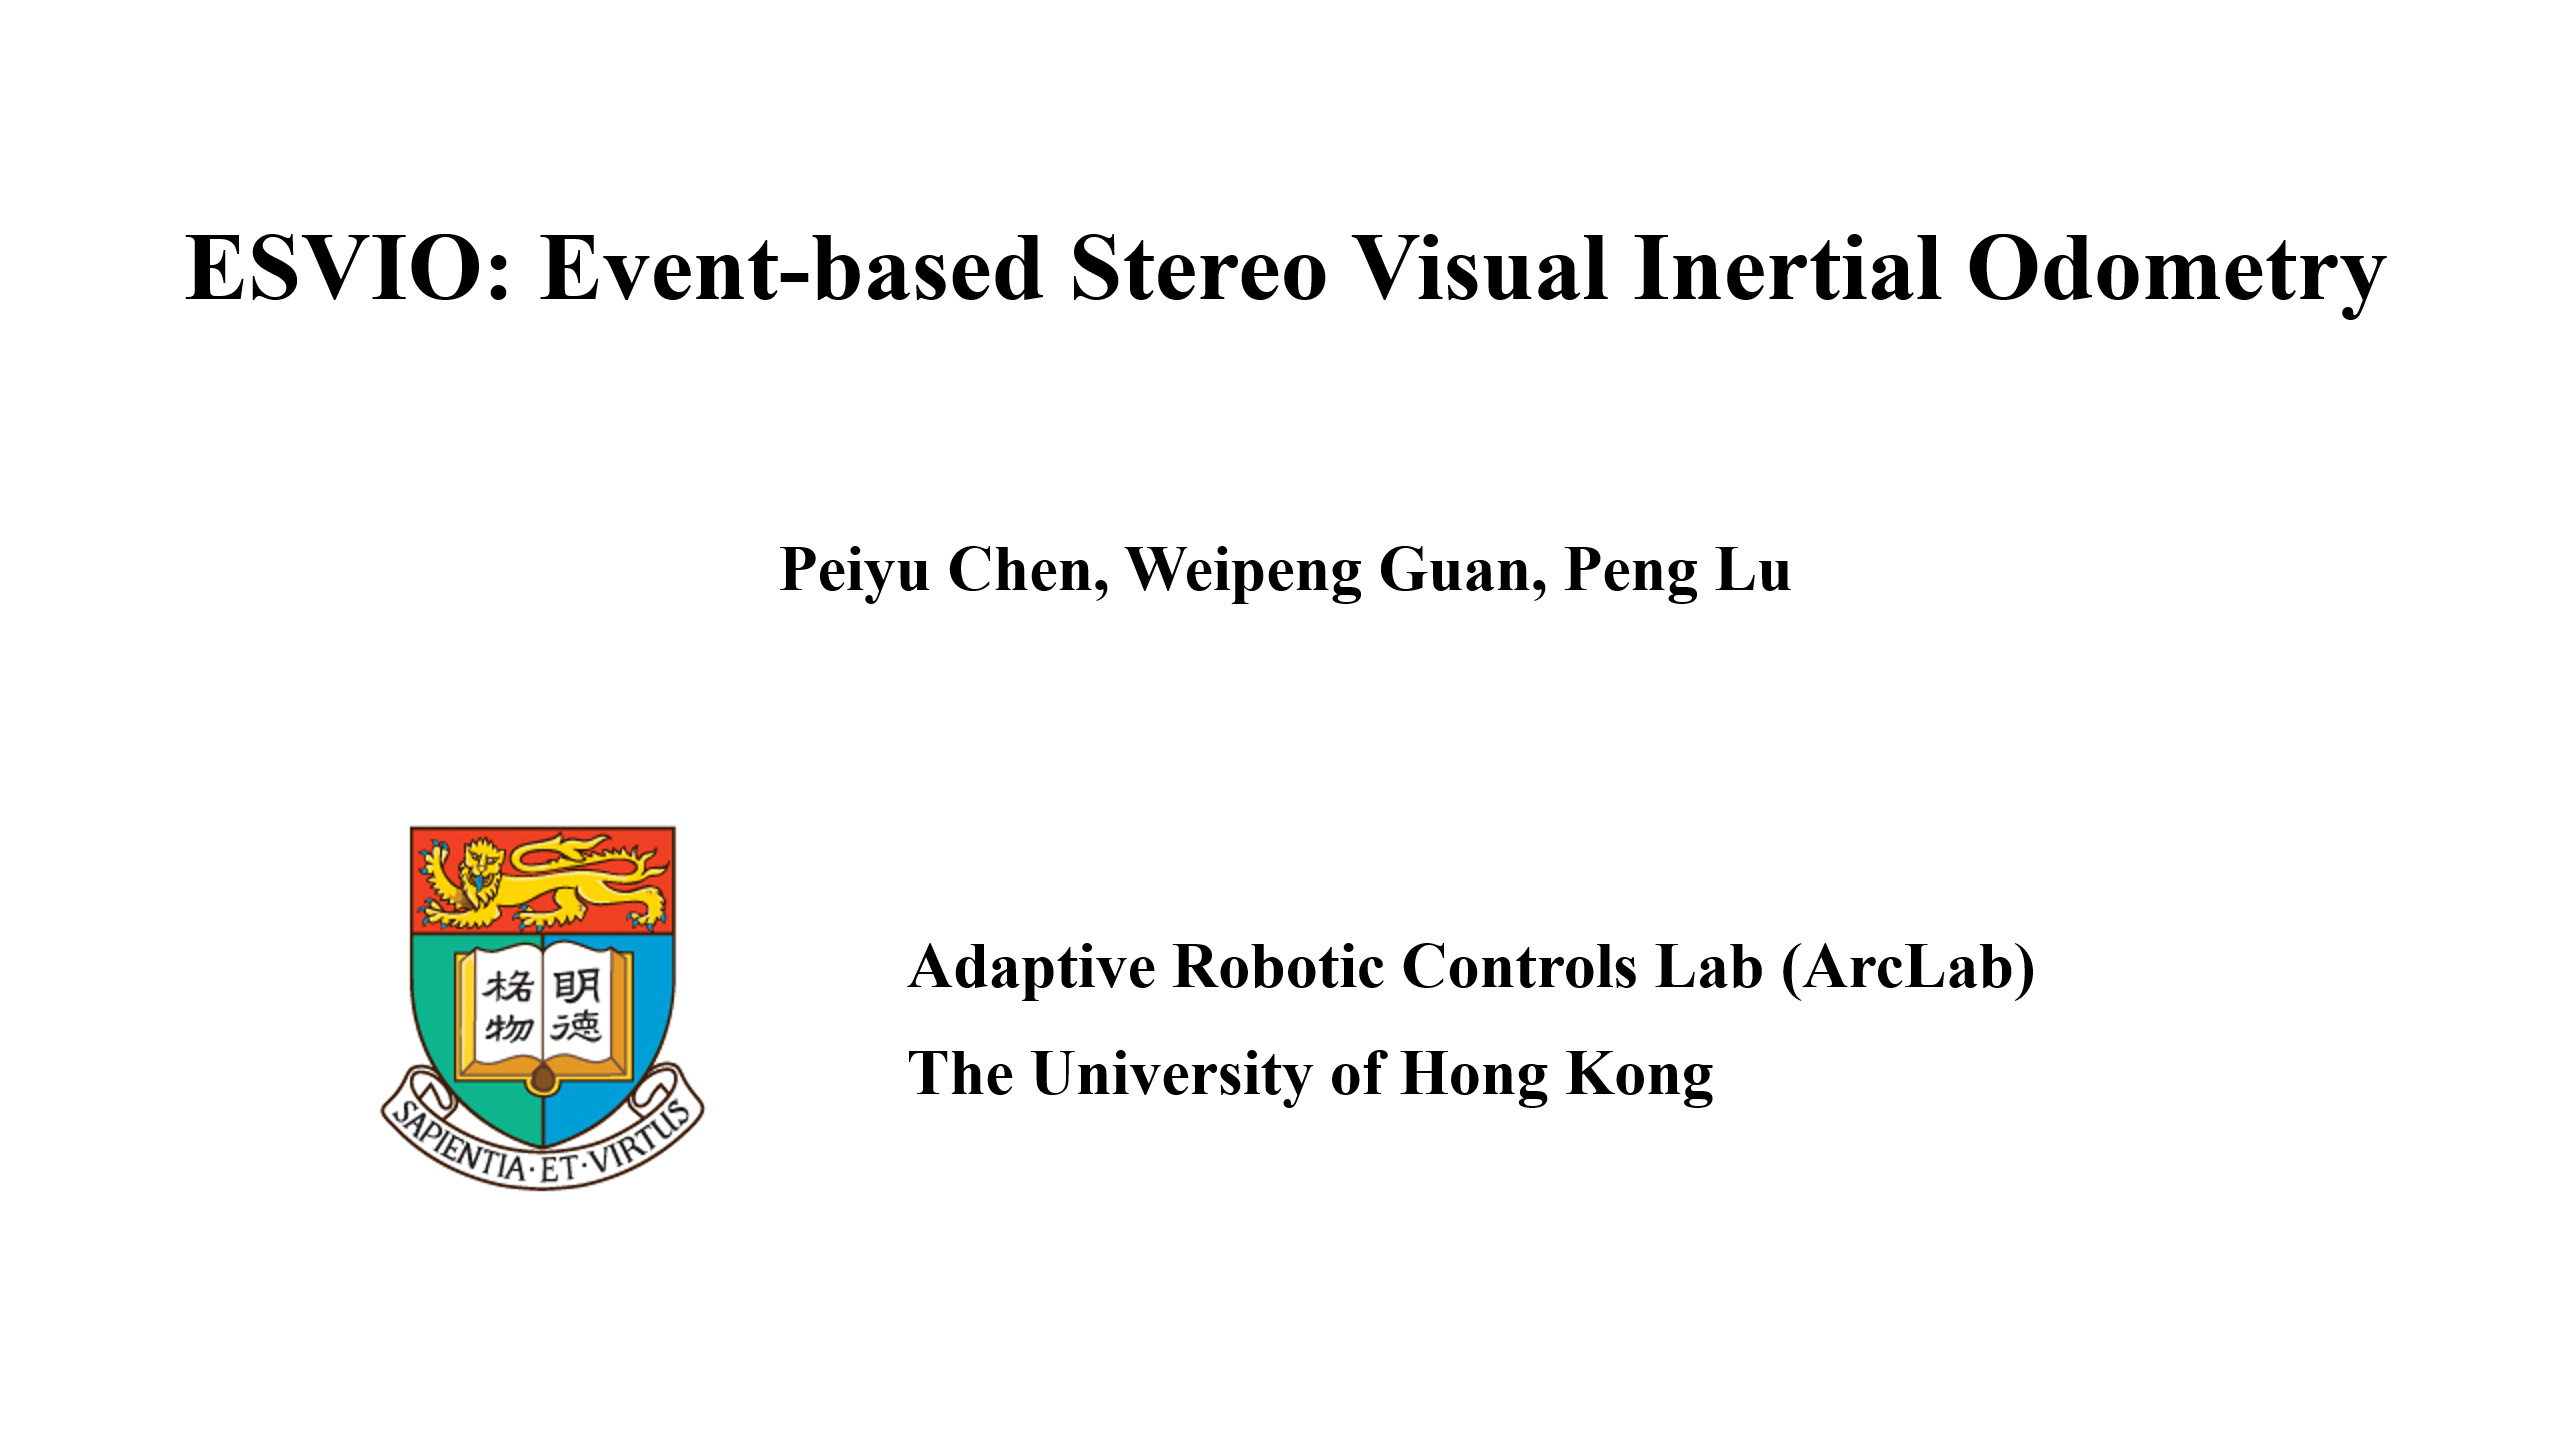 ESVIO: Event-based Stereo Visual Inertial Odometry
Peiyu Chen, Weipeng Guan, Peng Lu
明德
格物
SAPIENTIA·ET·VIRTUS
Adaptive Robotic Controls Lab (ArcLab)
The University of Hong Kong